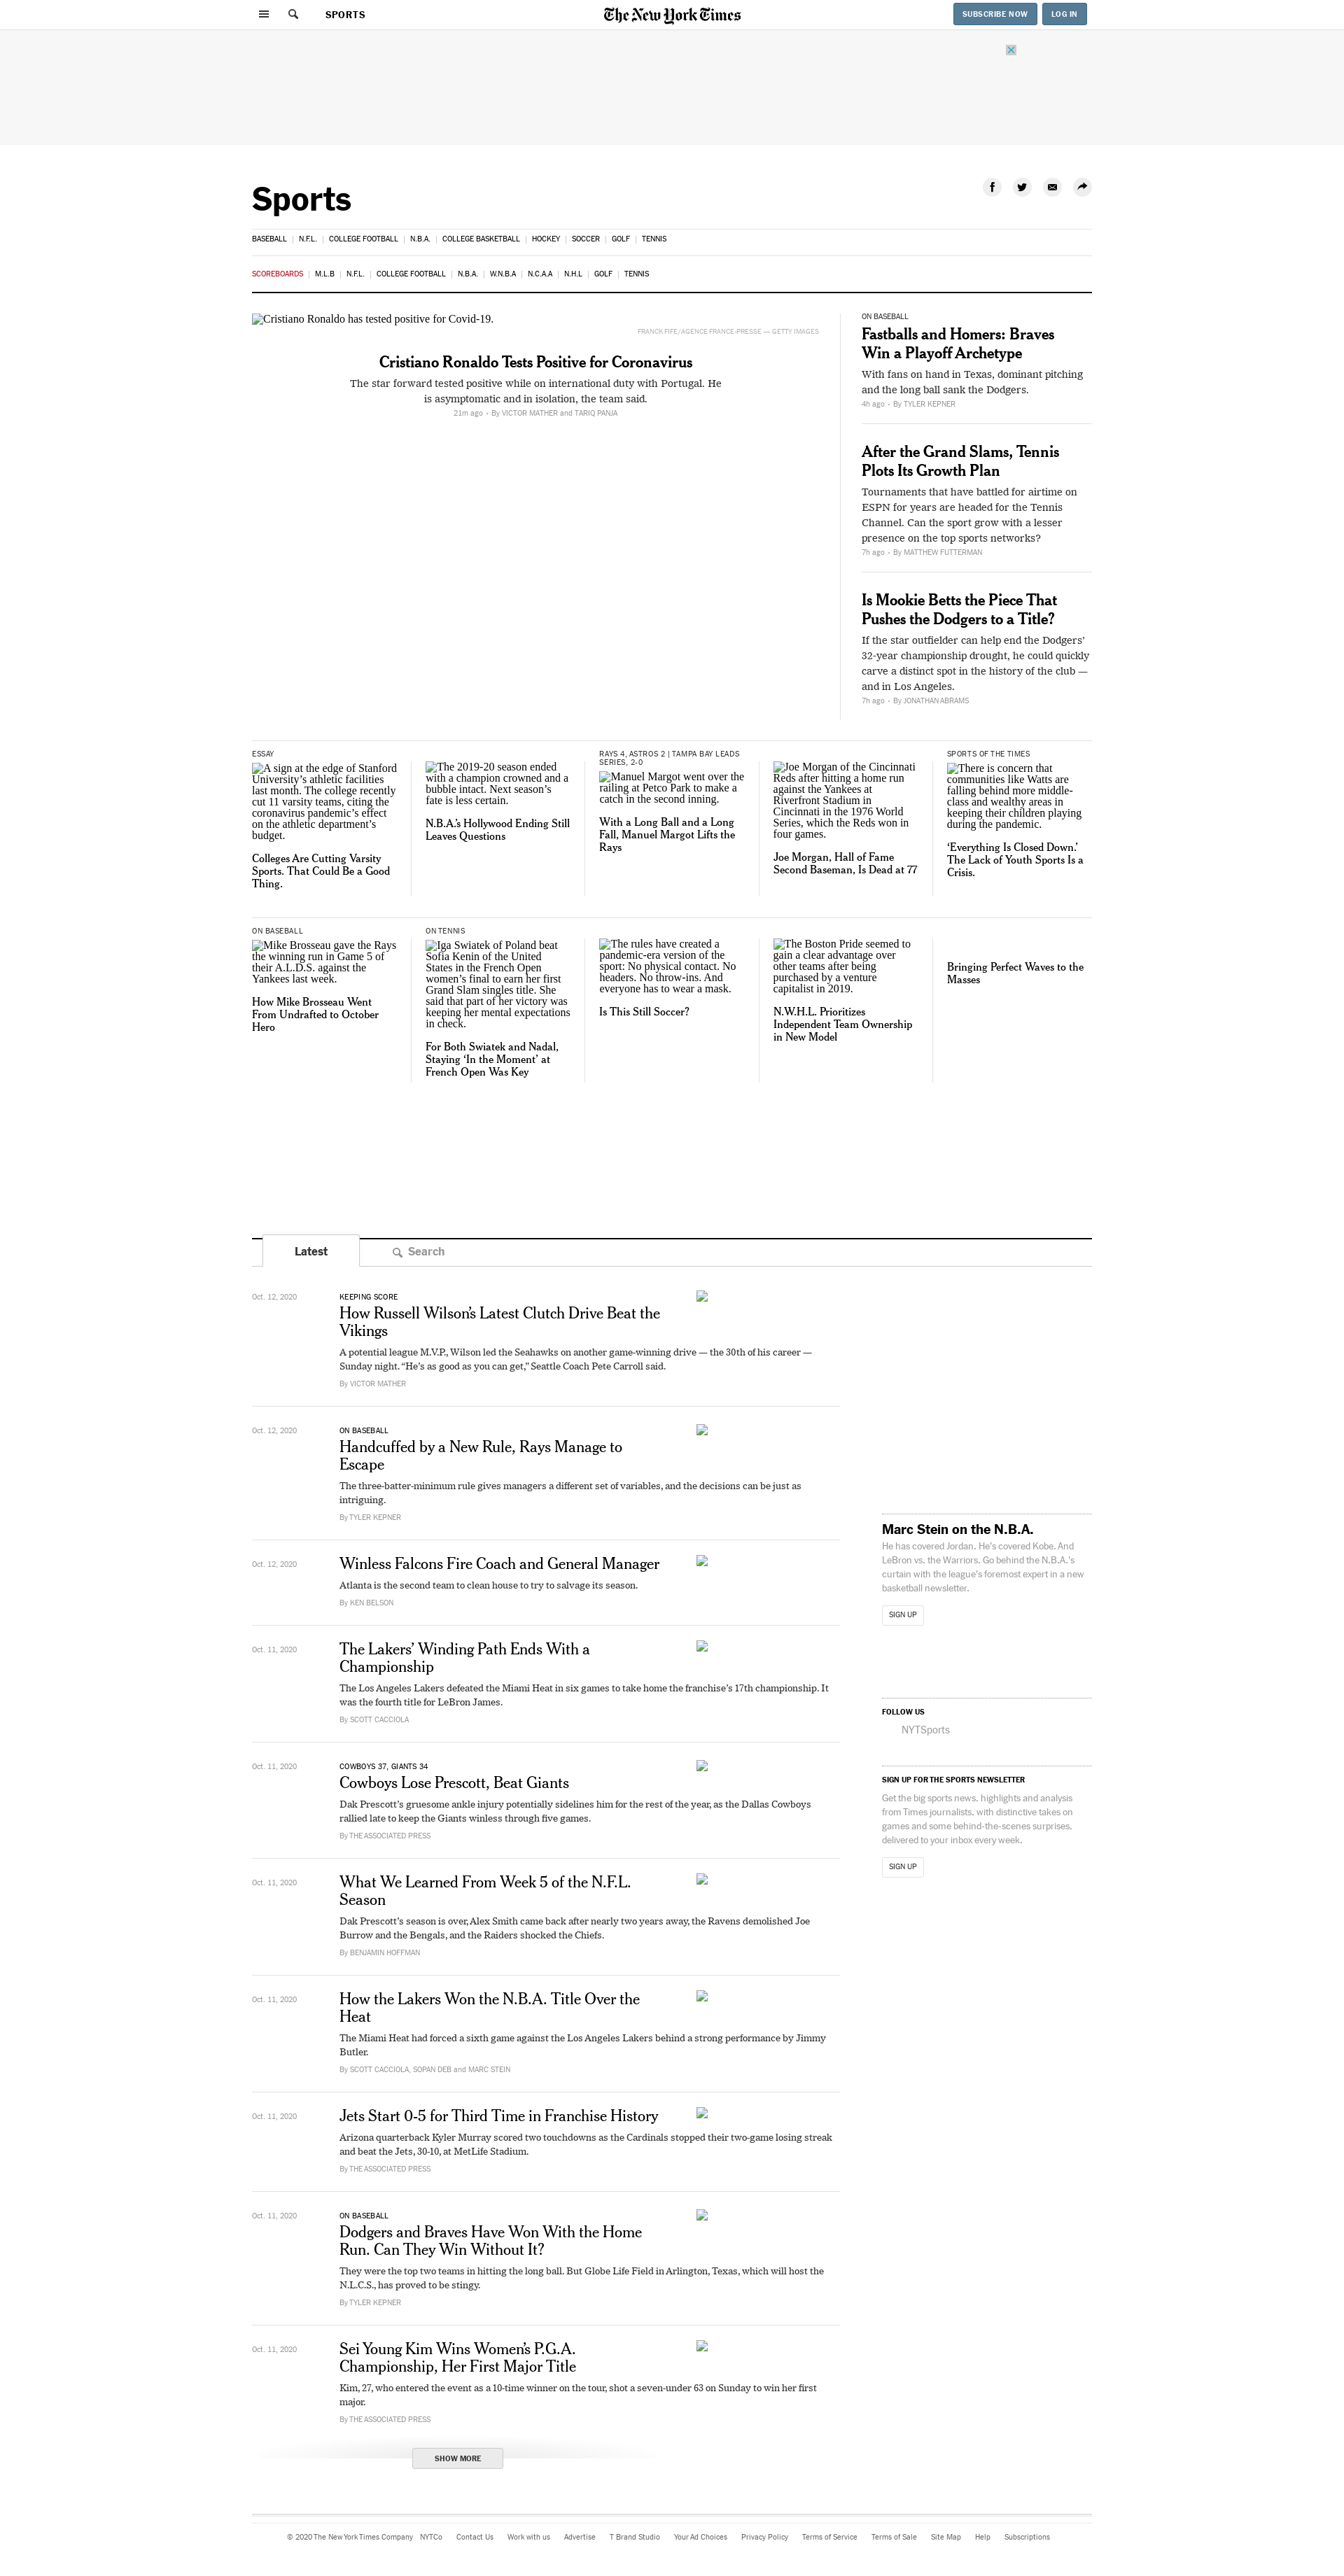 SPORTS
The New York Times
SUBSCRIBE NOW
LOG IN
Sports
BASEBALL | N.F.L. | COLLEGE FOOTBALL | N.B.A. | COLLEGE BASKETBALL | HOCKEY | SOCCER | GOLF | TENNIS
SCOREBOARDS | M.L.B | N.F.L. | COLLEGE FOOTBALL | N.B.A. | W.N.B.A | N.C.A.A | N.H.L | GOLF | TENNIS
Cristiano Ronaldo has tested positive for Covid-19.
FRANCK FIFE/AGENCE FRANCE-PRESSE — GETTY IMAGES
Cristiano Ronaldo Tests Positive for Coronavirus
The star forward tested positive while on international duty with Portugal. He
is asymptomatic and in isolation, the team said.
21m ago • By VICTOR MATHER and TARIQ PANJA
ON BASEBALL
Fastballs and Homers: Braves
Win a Playoff Archetype
With fans on hand in Texas, dominant pitching
and the long ball sank the Dodgers.
4h ago • By TYLER KEPNER
After the Grand Slams, Tennis
Plots Its Growth Plan
Tournaments that have battled for airtime on
ESPN for years are headed for the Tennis
Channel. Can the sport grow with a lesser
presence on the top sports networks?
7h ago • By MATTHEW FUTTERMAN
Is Mookie Betts the Piece That
Pushes the Dodgers to a Title?
If the star outfielder can help end the Dodgers’
32-year championship drought, he could quickly
carve a distinct spot in the history of the club —
and in Los Angeles.
7h ago • By JONATHAN ABRAMS
ESSAY
A sign at the edge of Stanford
University’s athletic facilities
last month. The college recently
cut 11 varsity teams, citing the
coronavirus pandemic’s effect
on the athletic department’s
budget.
Colleges Are Cutting Varsity
Sports. That Could Be a Good
Thing.
The 2019-20 season ended
with a champion crowned and a
bubble intact. Next season’s
fate is less certain.
N.B.A.’s Hollywood Ending Still
Leaves Questions
RAYS 4, ASTROS 2 | TAMPA BAY LEADS
SERIES, 2-0
Manuel Margot went over the
railing at Petco Park to make a
catch in the second inning.
With a Long Ball and a Long
Fall, Manuel Margot Lifts the
Rays
Joe Morgan of the Cincinnati
Reds after hitting a home run
against the Yankees at
Riverfront Stadium in
Cincinnati in the 1976 World
Series, which the Reds won in
four games.
Joe Morgan, Hall of Fame
Second Baseman, Is Dead at 77
SPORTS OF THE TIMES
There is concern that
communities like Watts are
falling behind more middle-
class and wealthy areas in
keeping their children playing
during the pandemic.
‘Everything Is Closed Down.’
The Lack of Youth Sports Is a
Crisis.
ON BASEBALL
Mike Brosseau gave the Rays
the winning run in Game 5 of
their A.L.D.S. against the
Yankees last week.
How Mike Brosseau Went
From Undrafted to October
Hero
ON TENNIS
Iga Swiatek of Poland beat
Sofia Kenin of the United
States in the French Open
women’s final to earn her first
Grand Slam singles title. She
said that part of her victory was
keeping her mental expectations
in check.
For Both Swiatek and Nadal,
Staying ‘In the Moment’ at
French Open Was Key
The rules have created a
pandemic-era version of the
sport: No physical contact. No
headers. No throw-ins. And
everyone has to wear a mask.
Is This Still Soccer?
The Boston Pride seemed to
gain a clear advantage over
other teams after being
purchased by a venture
capitalist in 2019.
N.W.H.L. Prioritizes
Independent Team Ownership
in New Model
Bringing Perfect Waves to the
Masses
Latest
Search
Oct. 12, 2020
KEEPING SCORE
How Russell Wilson’s Latest Clutch Drive Beat the
Vikings
A potential league M.V.P., Wilson led the Seahawks on another game-winning drive — the 30th of his career —
Sunday night. “He’s as good as you can get,” Seattle Coach Pete Carroll said.
By VICTOR MATHER
Oct. 12, 2020
ON BASEBALL
Handcuffed by a New Rule, Rays Manage to
Escape
The three-batter-minimum rule gives managers a different set of variables, and the decisions can be just as
intriguing.
By TYLER KEPNER
Oct. 12, 2020
Winless Falcons Fire Coach and General Manager
Atlanta is the second team to clean house to try to salvage its season.
By KEN BELSON
Oct. 11, 2020
The Lakers’ Winding Path Ends With a
Championship
The Los Angeles Lakers defeated the Miami Heat in six games to take home the franchise’s 17th championship. It
was the fourth title for LeBron James.
By SCOTT CACCIOLA
Oct. 11, 2020
COWBOYS 37, GIANTS 34
Cowboys Lose Prescott, Beat Giants
Dak Prescott’s gruesome ankle injury potentially sidelines him for the rest of the year, as the Dallas Cowboys
rallied late to keep the Giants winless through five games.
By THE ASSOCIATED PRESS
Oct. 11, 2020
What We Learned From Week 5 of the N.F.L.
Season
Dak Prescott’s season is over, Alex Smith came back after nearly two years away, the Ravens demolished Joe
Burrow and the Bengals, and the Raiders shocked the Chiefs.
By BENJAMIN HOFFMAN
Oct. 11, 2020
How the Lakers Won the N.B.A. Title Over the
Heat
The Miami Heat had forced a sixth game against the Los Angeles Lakers behind a strong performance by Jimmy
Butler.
By SCOTT CACCIOLA, SOPAN DEB and MARC STEIN
Oct. 11, 2020
Jets Start 0-5 for Third Time in Franchise History
Arizona quarterback Kyler Murray scored two touchdowns as the Cardinals stopped their two-game losing streak
and beat the Jets, 30-10, at MetLife Stadium.
By THE ASSOCIATED PRESS
Oct. 11, 2020
ON BASEBALL
Dodgers and Braves Have Won With the Home
Run. Can They Win Without It?
They were the top two teams in hitting the long ball. But Globe Life Field in Arlington, Texas, which will host the
N.L.C.S., has proved to be stingy.
By TYLER KEPNER
Oct. 11, 2020
Sei Young Kim Wins Women’s P.G.A.
Championship, Her First Major Title
Kim, 27, who entered the event as a 10-time winner on the tour, shot a seven-under 63 on Sunday to win her first
major.
By THE ASSOCIATED PRESS
SHOW MORE
Marc Stein on the N.B.A.
He has covered Jordan. He’s covered Kobe. And
LeBron vs. the Warriors. Go behind the N.B.A.’s
curtain with the league’s foremost expert in a new
basketball newsletter.
SIGN UP
FOLLOW US
NYTSports
SIGN UP FOR THE SPORTS NEWSLETTER
Get the big sports news, highlights and analysis
from Times journalists, with distinctive takes on
games and some behind-the-scenes surprises,
delivered to your inbox every week.
SIGN UP
© 2020 The New York Times Company NYTCo Contact Us Work with us Advertise T Brand Studio Your Ad Choices Privacy Policy Terms of Service Terms of Sale Site Map Help Subscriptions